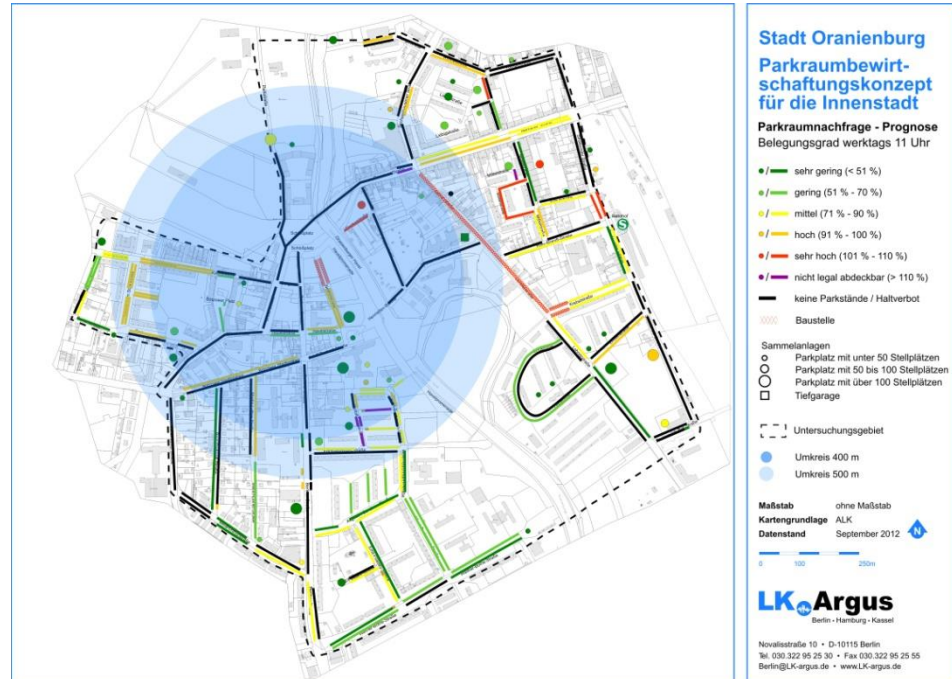 Stadt Oranienburg
Parkraumbewirt-
schaftungskonzept
für die Innenstadt
Parkraumnachfrage - Prognose
Belegungsgrad werktags 11 Uhr
sehr gering (< 51 %)
gering (51 % - 70 %)
mittel (71 % - 90 %)
hoch (91 % - 100 %)
sehr hoch (101 % - 110 %)
nicht legal abdeckbar (> 110 %)
keine Parkstände / Haltverbot
Baustelle
Sammelanlagen
Parkplatz mit unter 50 Stellplätzen
Parkplatz mit 50 bis 100 Stellplätzen
Parkplatz mit über 100 Stellplätzen
Tiefgarage
Untersuchungsgebiet
Umkreis 400 m
Umkreis 500 m
Maßstab ohne Maßstab
Kartengrundlage ALK
Datenstand September 2012
N
0 100 250m
LK Argus
Berlin - Hamburg - Kassel
Novalisstraße 10 • D-10115 Berlin
Tel. 030.322 95 25 30 • Fax 030.322 95 25 55
Berlin@LK-argus.de • www.LK-argus.de
Bahnhof
S